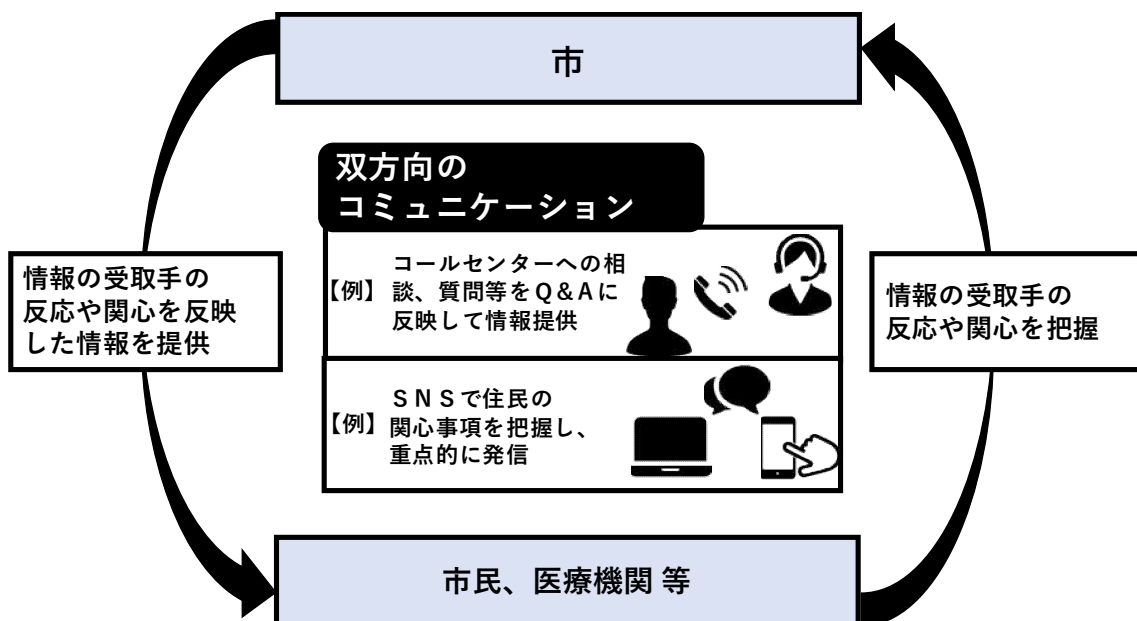 市
双方向の
コミュニケーション
【例】
コールセンターへの相
談、質問等をQ&Aに
反映して情報提供
【例】
ＳＮＳで住民の
関心事項を把握し、
重点的に発信
情報の受取手の
反応や関心を反映
した情報を提供
情報の受取手の
反応や関心を把握
市民、医療機関 等